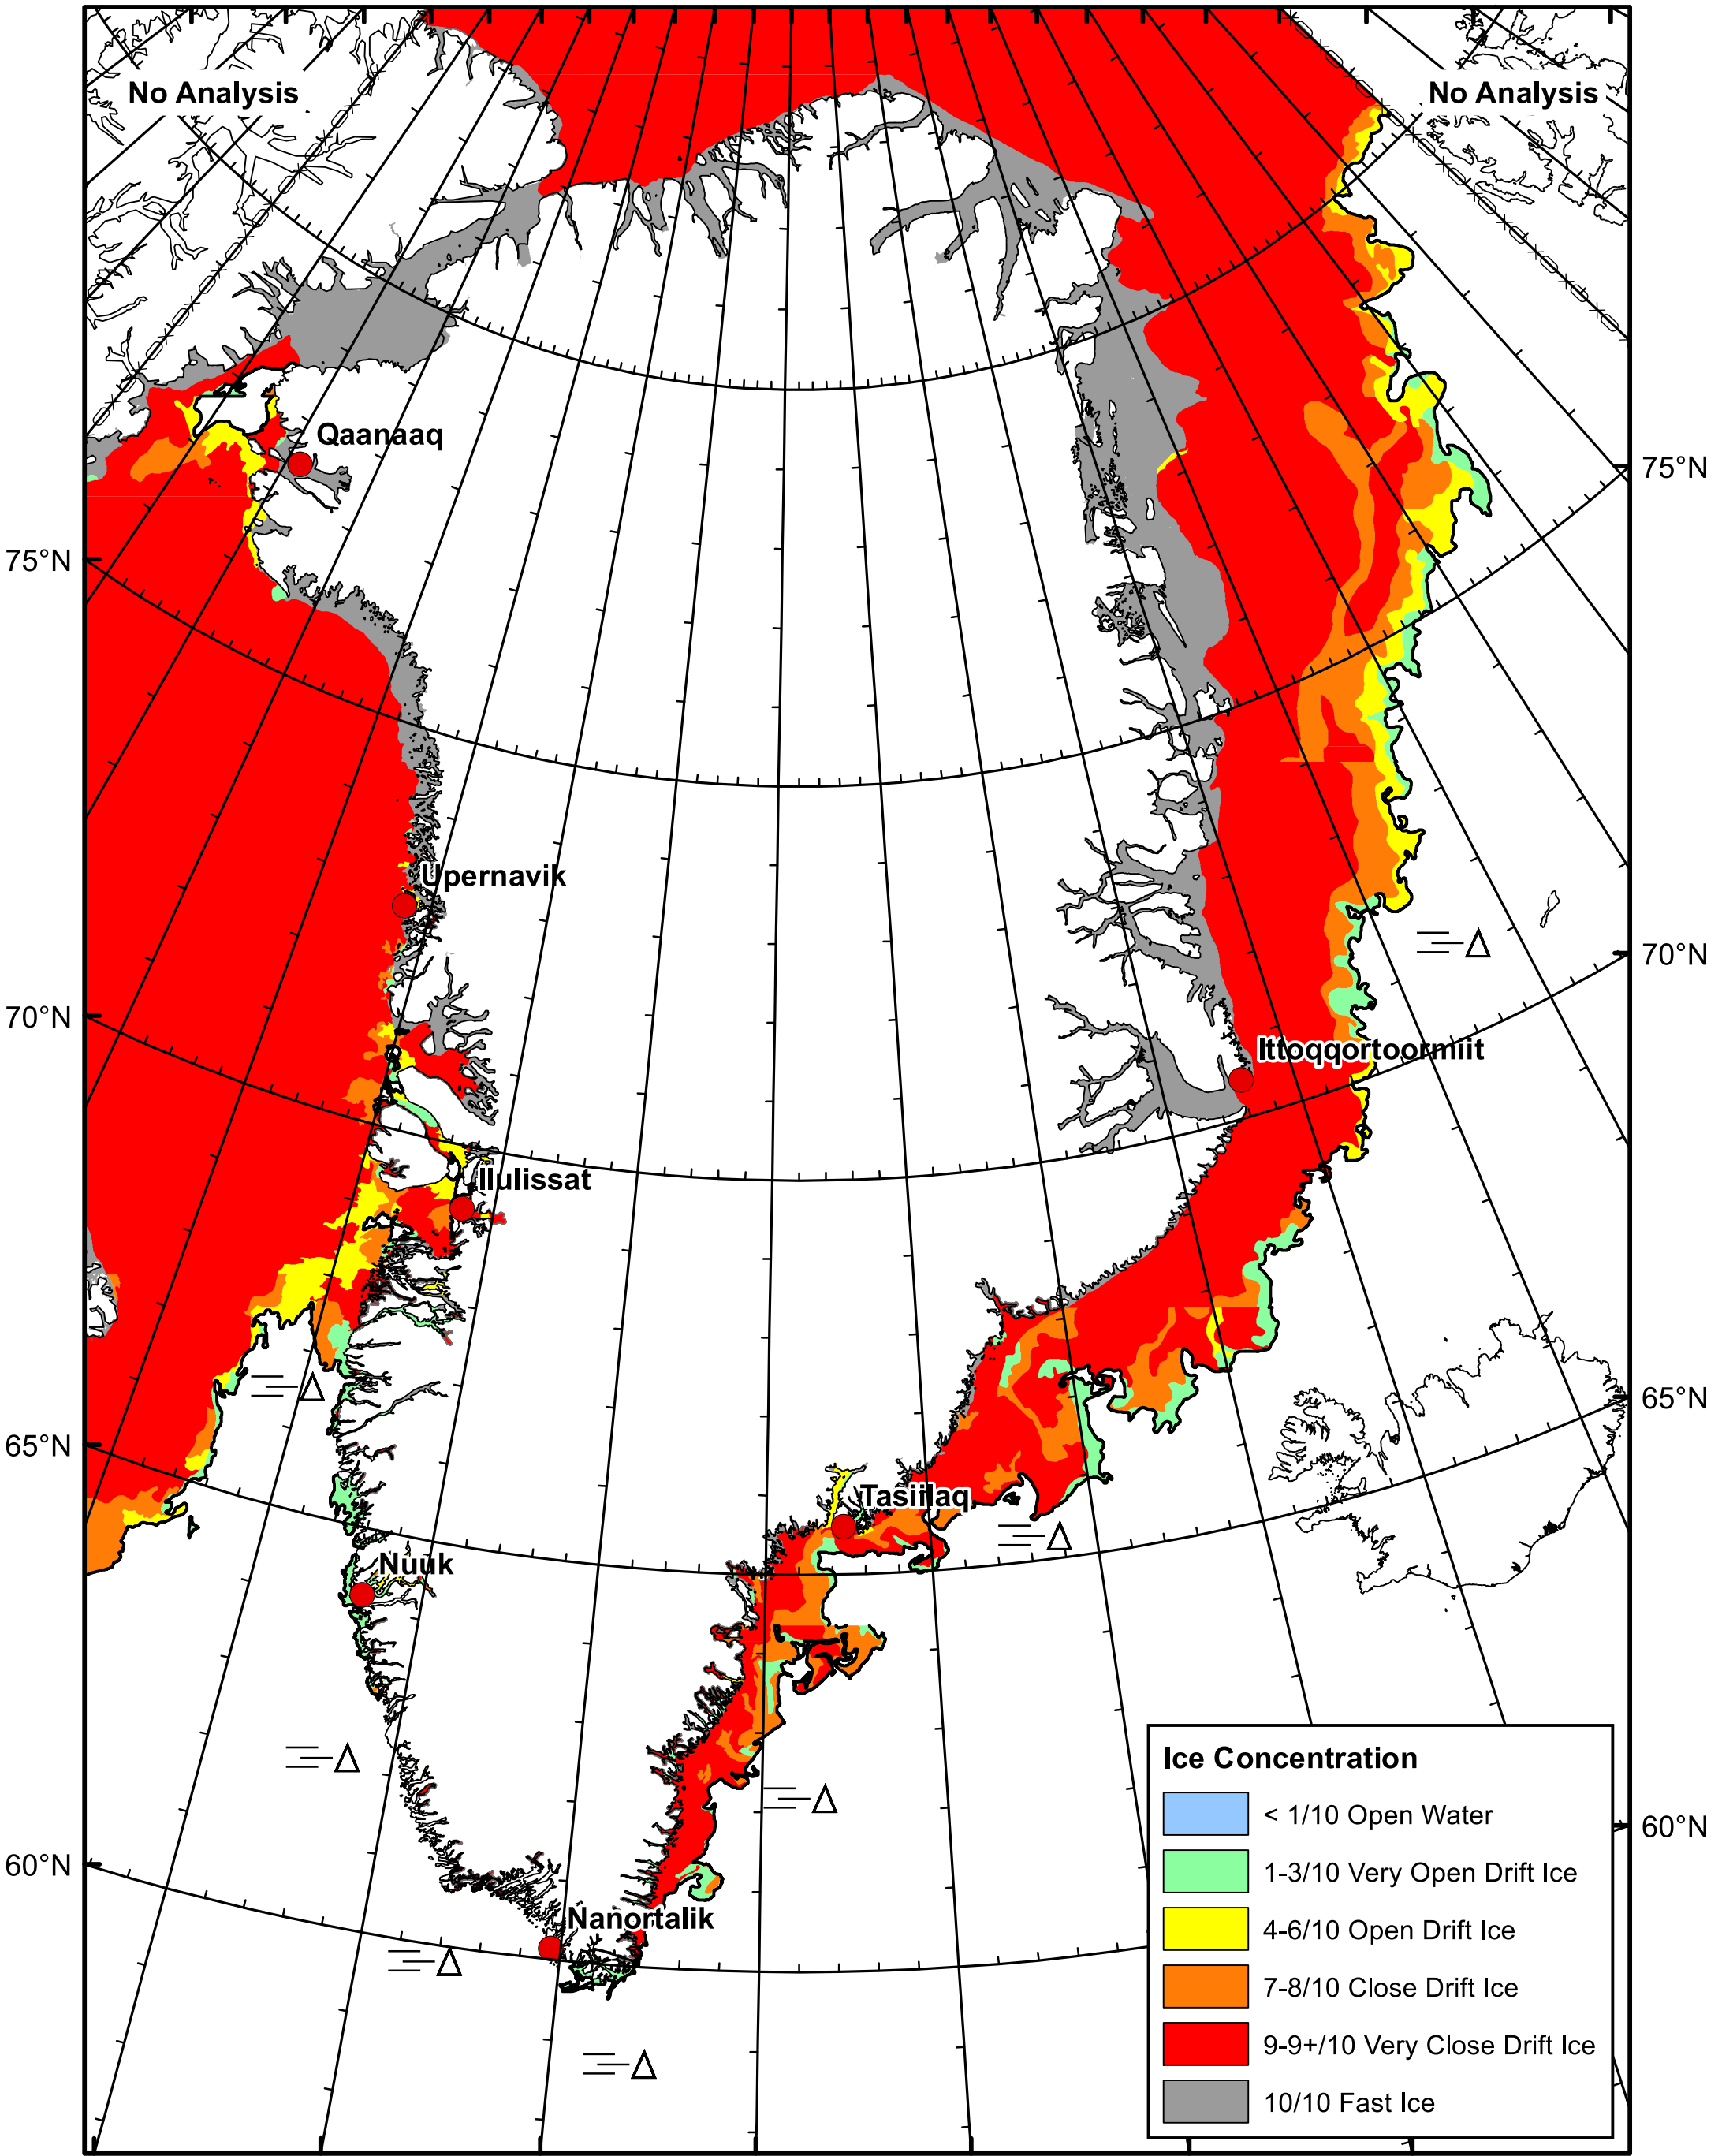 No Analysis
No Analysis
Qaanaaq
75°N
75°N
Upernavik
70°N
70°N
Ittoqqortoormiit
Ilulissat
65°N
65°N
Tasiilaq
Nuuk
60°N
60°N
Nanortalik
Ice Concentration
< 1/10 Open Water
1-3/10 Very Open Drift Ice
4-6/10 Open Drift Ice
7-8/10 Close Drift Ice
9-9+/10 Very Close Drift Ice
10/10 Fast Ice